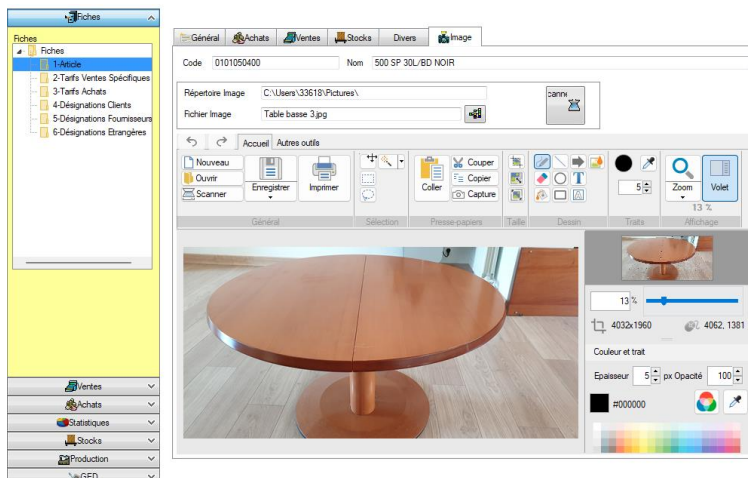 Fiches
Fiches
Fiches
1-Article
2-Tarifs Ventes Spécifiques
3-Tarifs Achats
4-Désignations Clients
5-Désignations Fournisseurs
6-Désignations Etrangères
Ventes
Achats
Statistiques
Stocks
Production
GED
Général Achats Ventes Stocks Divers Image
Code 0101050400 Nom 500 SP 30L/BD NOIR
Répertoire Image C:\Users\33618\Pictures\
Fichier Image Table basse 3.jpg
Accueil Autres outils
Nouveau
Ouvrir
Scanner
Enregistrer
Imprimer
Coller
Couper
Copier
Capture
T
A
5
Zoom
Volet
13 %
Général Sélection Presse-papiers Taille Dessin Traits Affichage
13 %
4032x1960 4062, 1381
Couleur et trait
Epaisseur 5 px Opacité 100
#000000